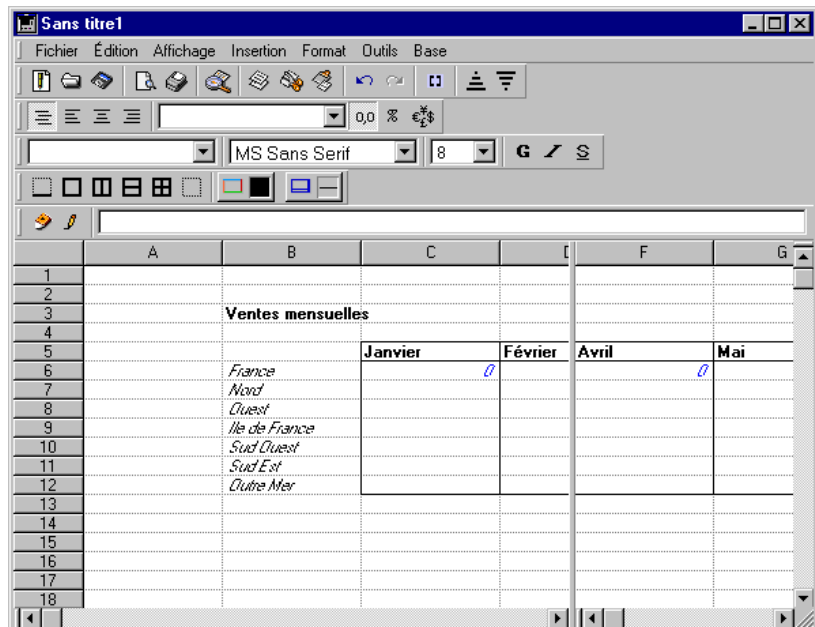 Sans titre1
Fichier Édition Affichage Insertion Format Outils Base
0,0 % €¥£$
MS Sans Serif 8 G I S
A B C D F G
1
2
3 Ventes mensuelles
4
5 Janvier Février Avril Mai
6 France 0 0
7 Nord
8 Ouest
9 Ile de France
10 Sud Ouest
11 Sud Est
12 Outre Mer
13
14
15
16
17
18